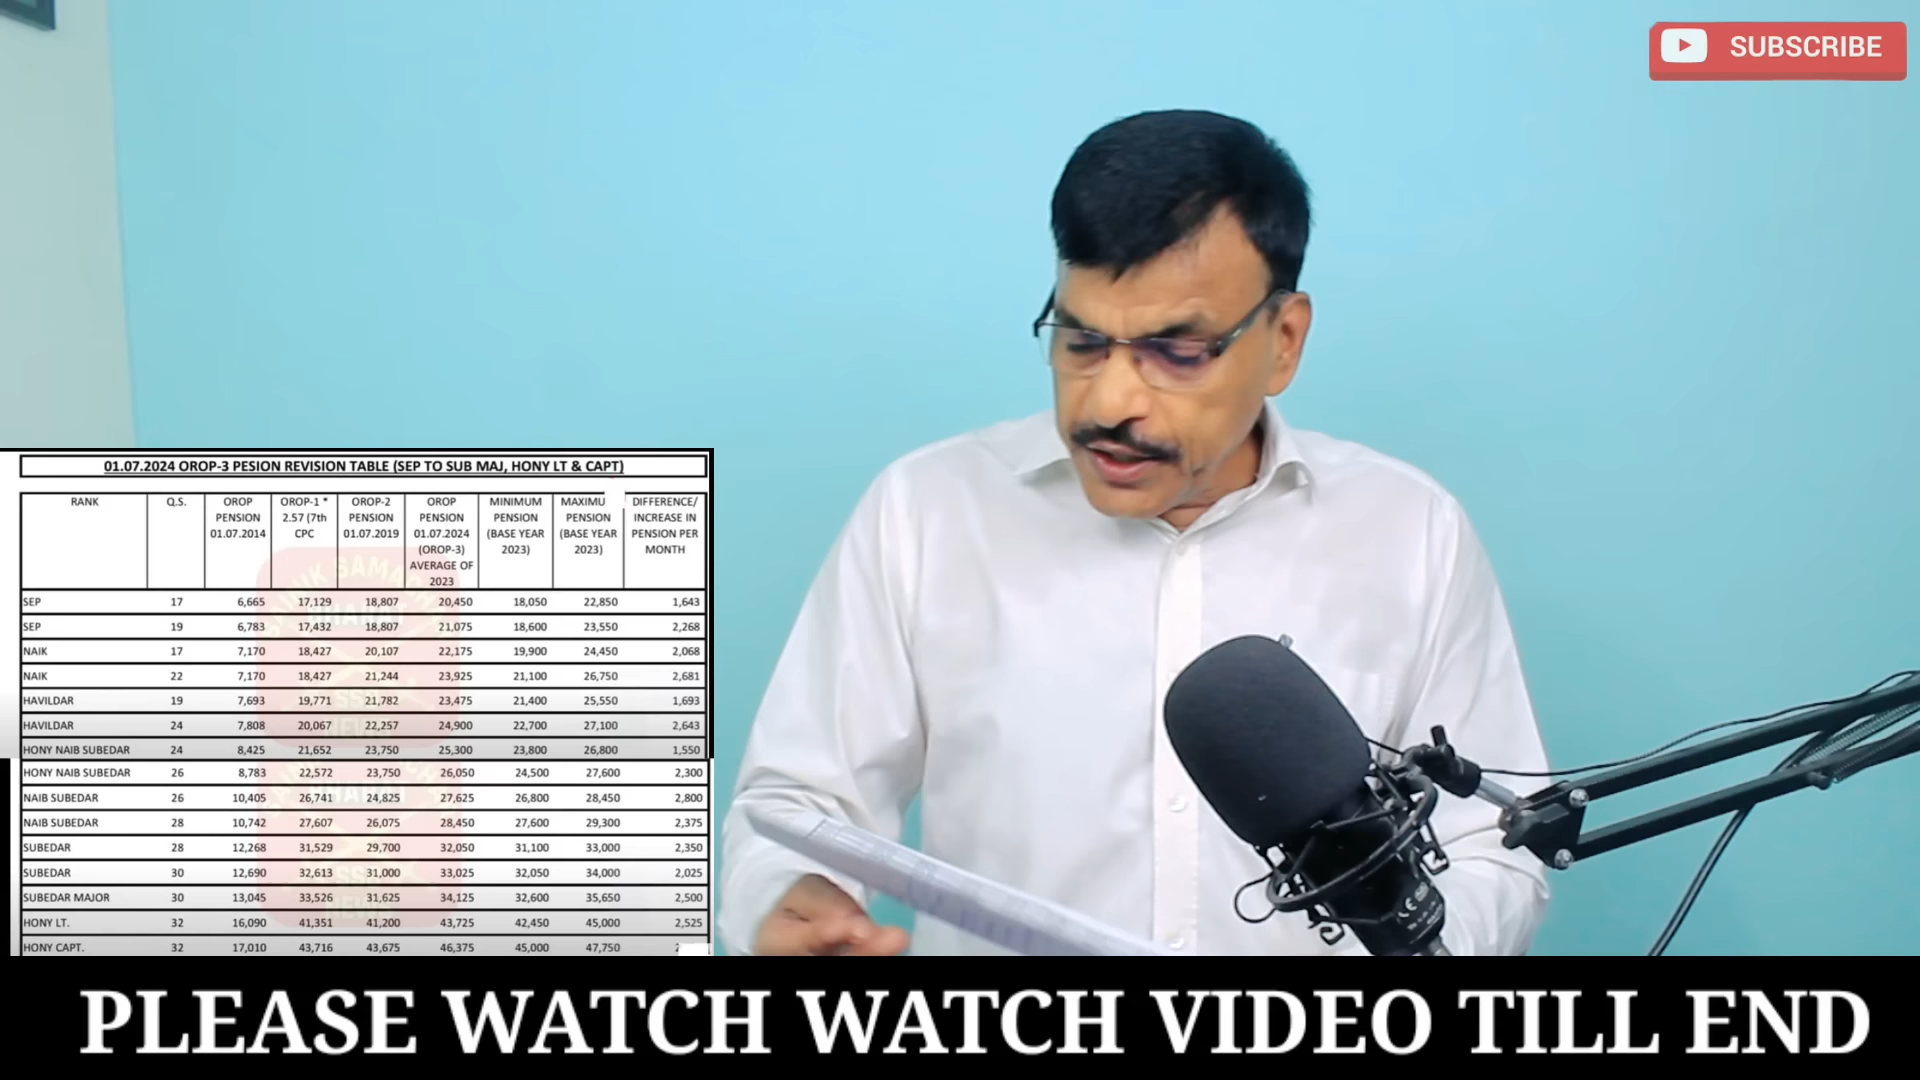 SUBSCRIBE
01.07.2024 OROP-3 PESION REVISION TABLE (SEP TO SUB MAJ, HONY LT & CAPT)
RANK Q.S. OROP PENSION 01.07.2014 OROP-1 * 2.57 (7th CPC OROP-2 PENSION 01.07.2019 OROP PENSION 01.07.2024 (OROP-3) AVERAGE OF 2023 MINIMUM PENSION (BASE YEAR 2023) MAXIMU PENSION (BASE YEAR 2023) DIFFERENCE/ INCREASE IN PENSION PER MONTH
SEP 17 6,665 17,129 18,807 20,450 18,050 22,850 1,643
SEP 19 6,783 17,432 18,807 21,075 18,600 23,550 2,268
NAIK 17 7,170 18,427 20,107 22,175 19,900 24,450 2,068
NAIK 22 7,170 18,427 21,244 23,925 21,100 26,750 2,681
HAVILDAR 19 7,693 19,771 21,782 23,475 21,400 25,550 1,693
HAVILDAR 24 7,808 20,067 22,257 24,900 22,700 27,100 2,643
HONY NAIB SUBEDAR 24 8,425 21,652 23,750 25,300 23,800 26,800 1,550
HONY NAIB SUBEDAR 26 8,783 22,572 23,750 26,050 24,500 27,600 2,300
NAIB SUBEDAR 26 10,405 26,741 24,825 27,625 26,800 28,450 2,800
NAIB SUBEDAR 28 10,742 27,607 26,075 28,450 27,600 29,300 2,375
SUBEDAR 28 12,268 31,529 29,700 32,050 31,100 33,000 2,350
SUBEDAR 30 12,690 32,613 31,000 33,025 32,050 34,000 2,025
SUBEDAR MAJOR 30 13,045 33,526 31,625 34,125 32,600 35,650 2,500
HONY LT. 32 16,090 41,351 41,200 43,725 42,450 45,000 2,525
HONY CAPT. 32 17,010 43,716 43,675 46,375 45,000 47,750
PLEASE WATCH WATCH VIDEO TILL END